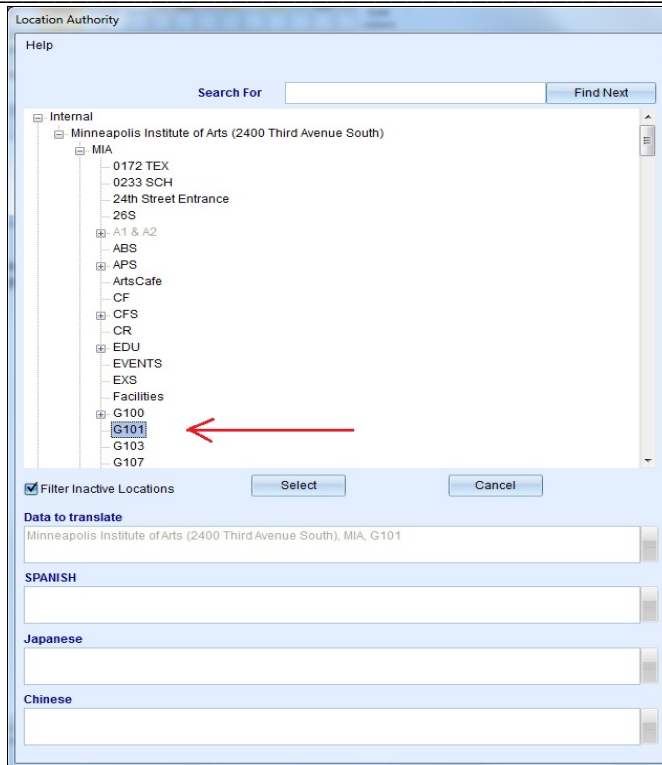 Location Authority
Help
Search For
Find Next
Internal
Minneapolis Institute of Arts (2400 Third Avenue South)
MIA
0172 TEX
0233 SCH
24th Street Entrance
26S
A1 & A2
ABS
APS
ArtsCafe
CF
CFS
CR
EDU
EVENTS
EXS
Facilities
G100
G101
G103
G107
Filter Inactive Locations
Select
Cancel
Data to translate
Minneapolis Institute of Arts (2400 Third Avenue South), MIA, G101
SPANISH
Japanese
Chinese